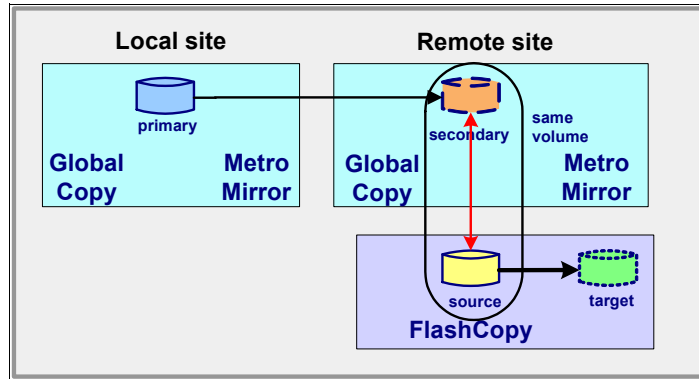 Local site
Remote site
primary
Global
Copy
Metro
Mirror
secondary
same
volume
Global
Copy
Metro
Mirror
source
target
FlashCopy